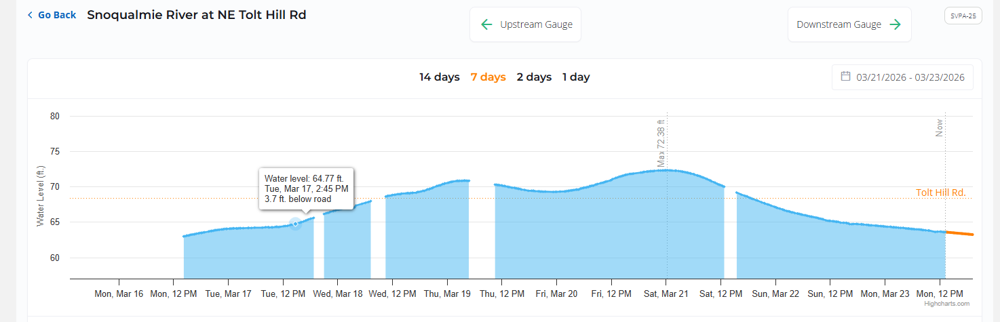 Go Back
Snoqualmie River at NE Tolt Hill Rd
Upstream Gauge
Downstream Gauge
SVPA-25
14 days 7 days 2 days 1 day
03/21/2026 - 03/23/2026
80
75
70
65
60
Water Level (ft.)
Water level: 64.77 ft.
Tue, Mar 17, 2:45 PM
3.7 ft. below road
Max 72.38 ft
Now
Tolt Hill Rd.
Mon, Mar 16 Mon, 12 PM Tue, Mar 17 Tue, 12 PM Wed, Mar 18 Wed, 12 PM Thu, Mar 19 Thu, 12 PM Fri, Mar 20 Fri, 12 PM Sat, Mar 21 Sat, 12 PM Sun, Mar 22 Sun, 12 PM Mon, Mar 23 Mon, 12 PM
Highcharts.com